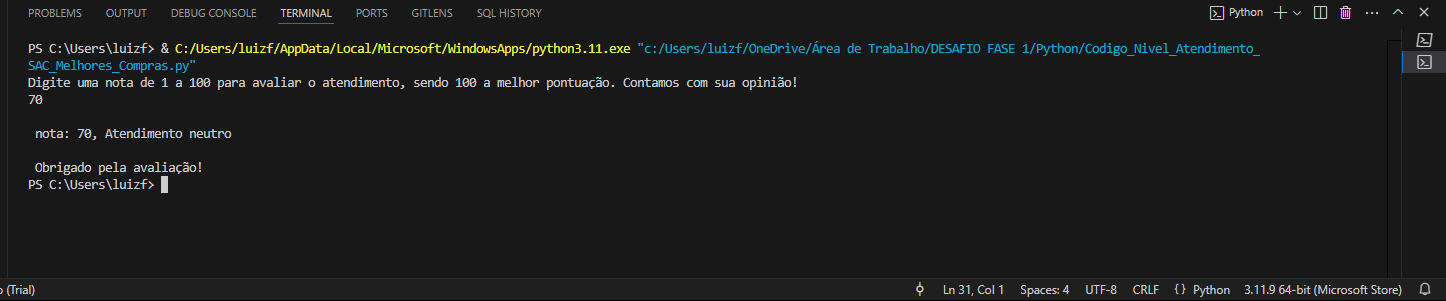 PROBLEMS OUTPUT DEBUG CONSOLE TERMINAL PORTS GITLENS SQL HISTORY Python
PS C:\Users\luizf> & C:/Users/luizf/AppData/Local/Microsoft/WindowsApps/python3.11.exe "c:/Users/luizf/OneDrive/Área de Trabalho/DESAFIO FASE 1/Python/Codigo_Nivel_Atendimento_
SAC_Melhores_Compras.py"
Digite uma nota de 1 a 100 para avaliar o atendimento, sendo 100 a melhor pontuação. Contamos com sua opinião!
70
nota: 70, Atendimento neutro
Obrigado pela avaliação!
PS C:\Users\luizf>
(Trial) Ln 31, Col 1 Spaces: 4 UTF-8 CRLF {} Python 3.11.9 64-bit (Microsoft Store)